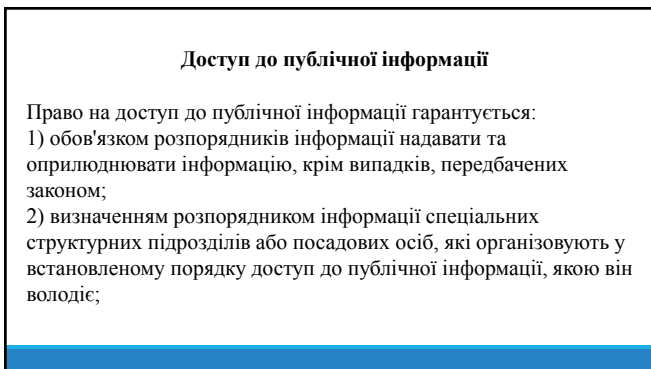 Доступ до публічної інформації
Право на доступ до публічної інформації гарантується:
1) обов'язком розпорядників інформації надавати та
оприлюднювати інформацію, крім випадків, передбачених
законом;
2) визначенням розпорядником інформації спеціальних
структурних підрозділів або посадових осіб, які організовують у
встановленому порядку доступ до публічної інформації, якою він
володіє;